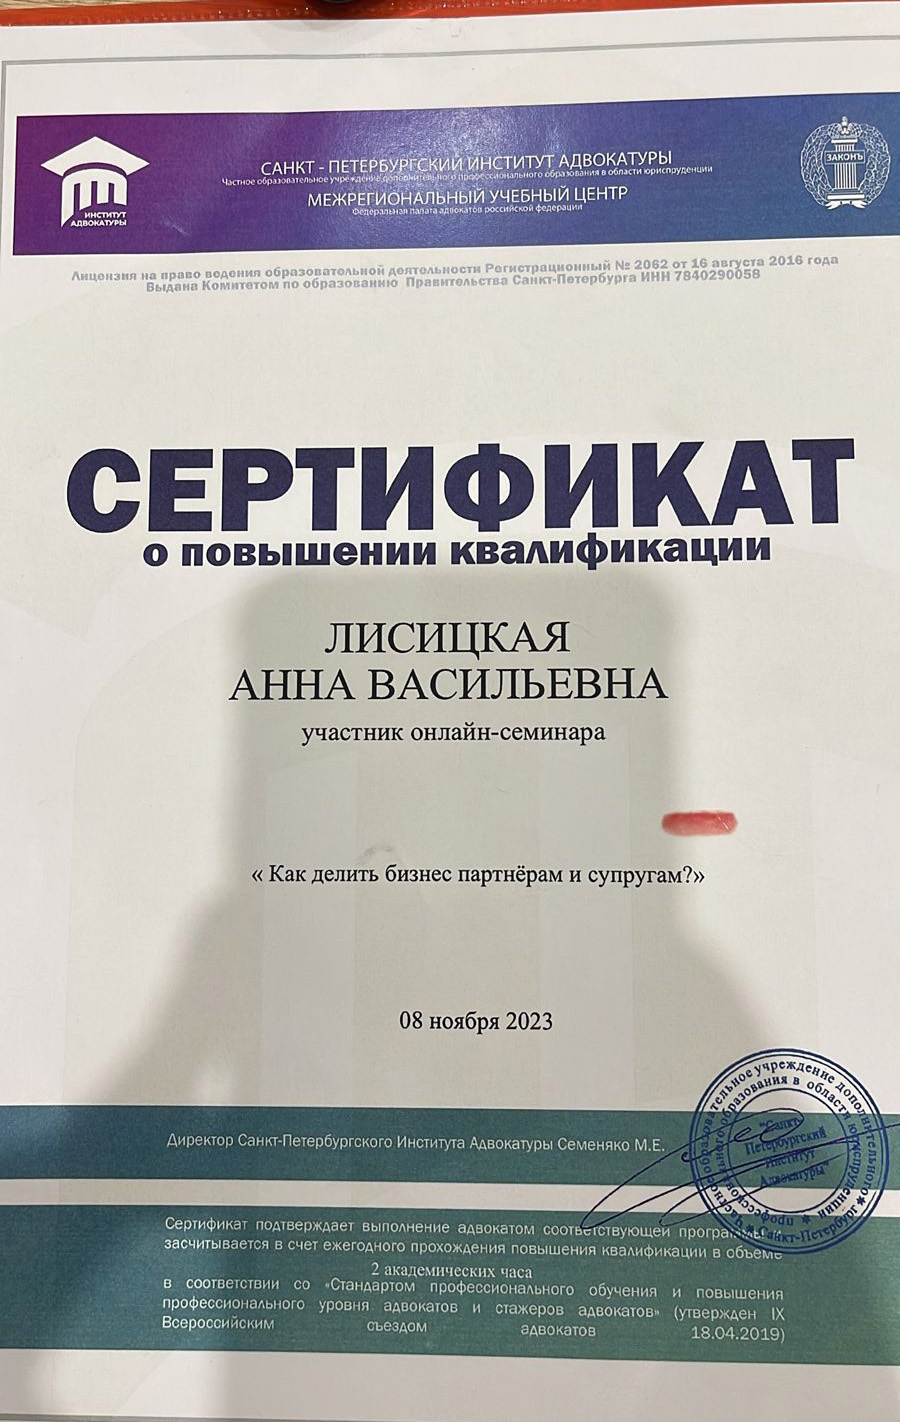 САНКТ - ПЕТЕРБУРГСКИЙ ИНСТИТУТ АДВОКАТУРЫ
Частное образовательное учреждение дополнительного профессионального образования в области юриспруденции
МЕЖРЕГИОНАЛЬНЫЙ УЧЕБНЫЙ ЦЕНТР
Федеральная палата адвокатов российской федерации
ИНСТИТУТ
АДВОКАТУРЫ
ЗАКОНЪ
Лицензия на право ведения образовательной деятельности Регистрационный № 2062 от 16 августа 2016 года
Выдана Комитетом по образованию Правительства Санкт-Петербурга ИНН 7840290058
СЕРТИФИКАТ
о повышении квалификации
ЛИСИЦКАЯ
АННА ВАСИЛЬЕВНА
участник онлайн-семинара
« Как делить бизнес партнёрам и супругам?»
08 ноября 2023
Директор Санкт-Петербургского Института Адвокатуры Семеняко М.Е.
Частное образовательное учреждение дополнительного
профессионального образования в области юриспруденции
Санкт-Петербург
"Санкт-
Петербургский
Институт
Адвокатуры"
Сертификат подтверждает выполнение адвокатом соответствующей
засчитывается в счет ежегодного прохождения повышения квалификации в объеме
2 академических часа
в соответствии со «Стандартом профессионального обучения и повышения
профессионального уровня адвокатов и стажеров адвокатов» (утвержден IX
Всероссийским съездом адвокатов 18.04.2019)